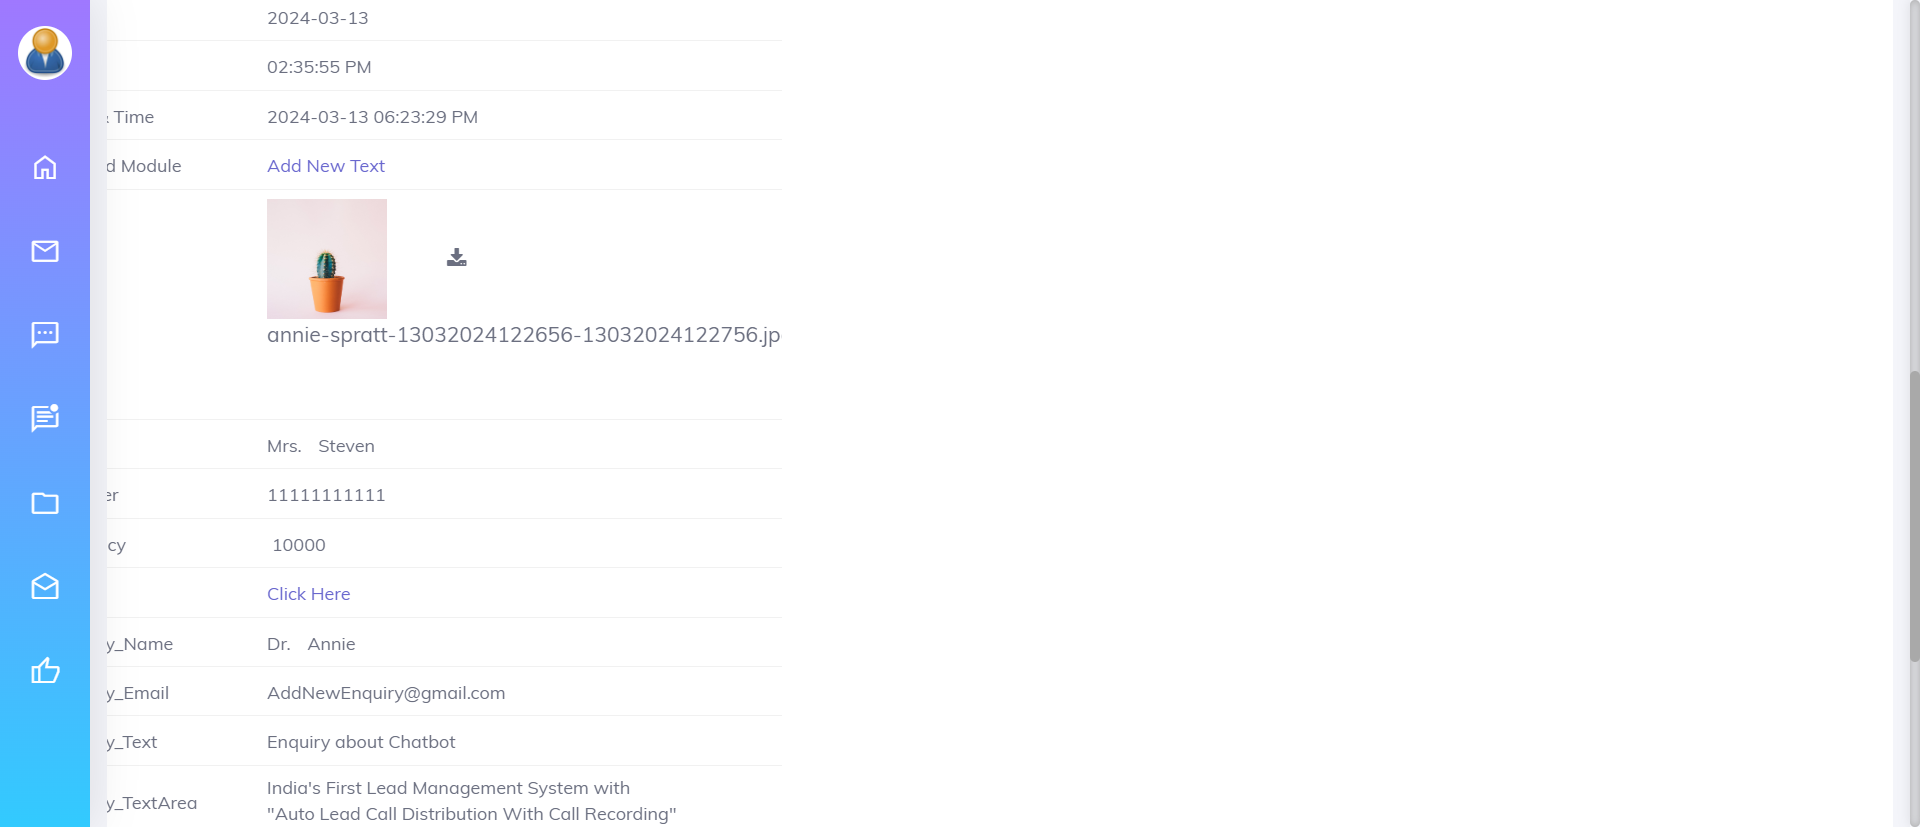 2024-03-13
02:35:55 PM
Time 2024-03-13 06:23:29 PM
d Module Add New Text
annie-spratt-13032024122656-13032024122756.jp
Mrs. Steven
er 11111111111
cy 10000
Click Here
y_Name Dr. Annie
y_Email AddNewEnquiry@gmail.com
y_Text Enquiry about Chatbot
India's First Lead Management System with
y_TextArea
"Auto Lead Call Distribution With Call Recording"